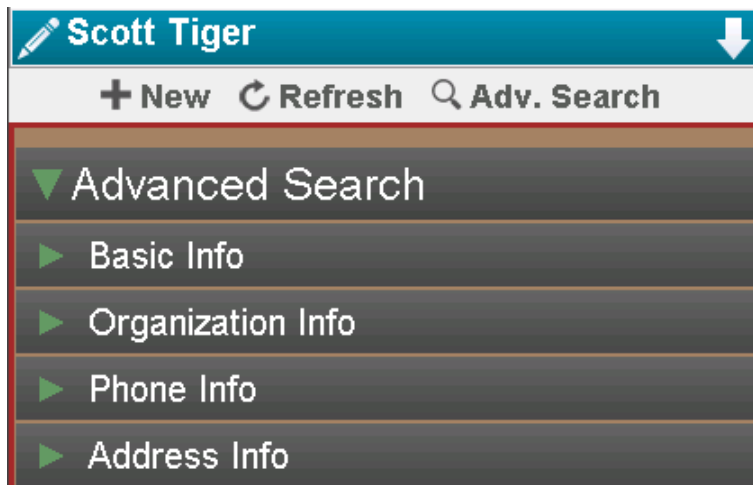 Scott Tiger
New Refresh Adv. Search
Advanced Search
Basic Info
Organization Info
Phone Info
Address Info